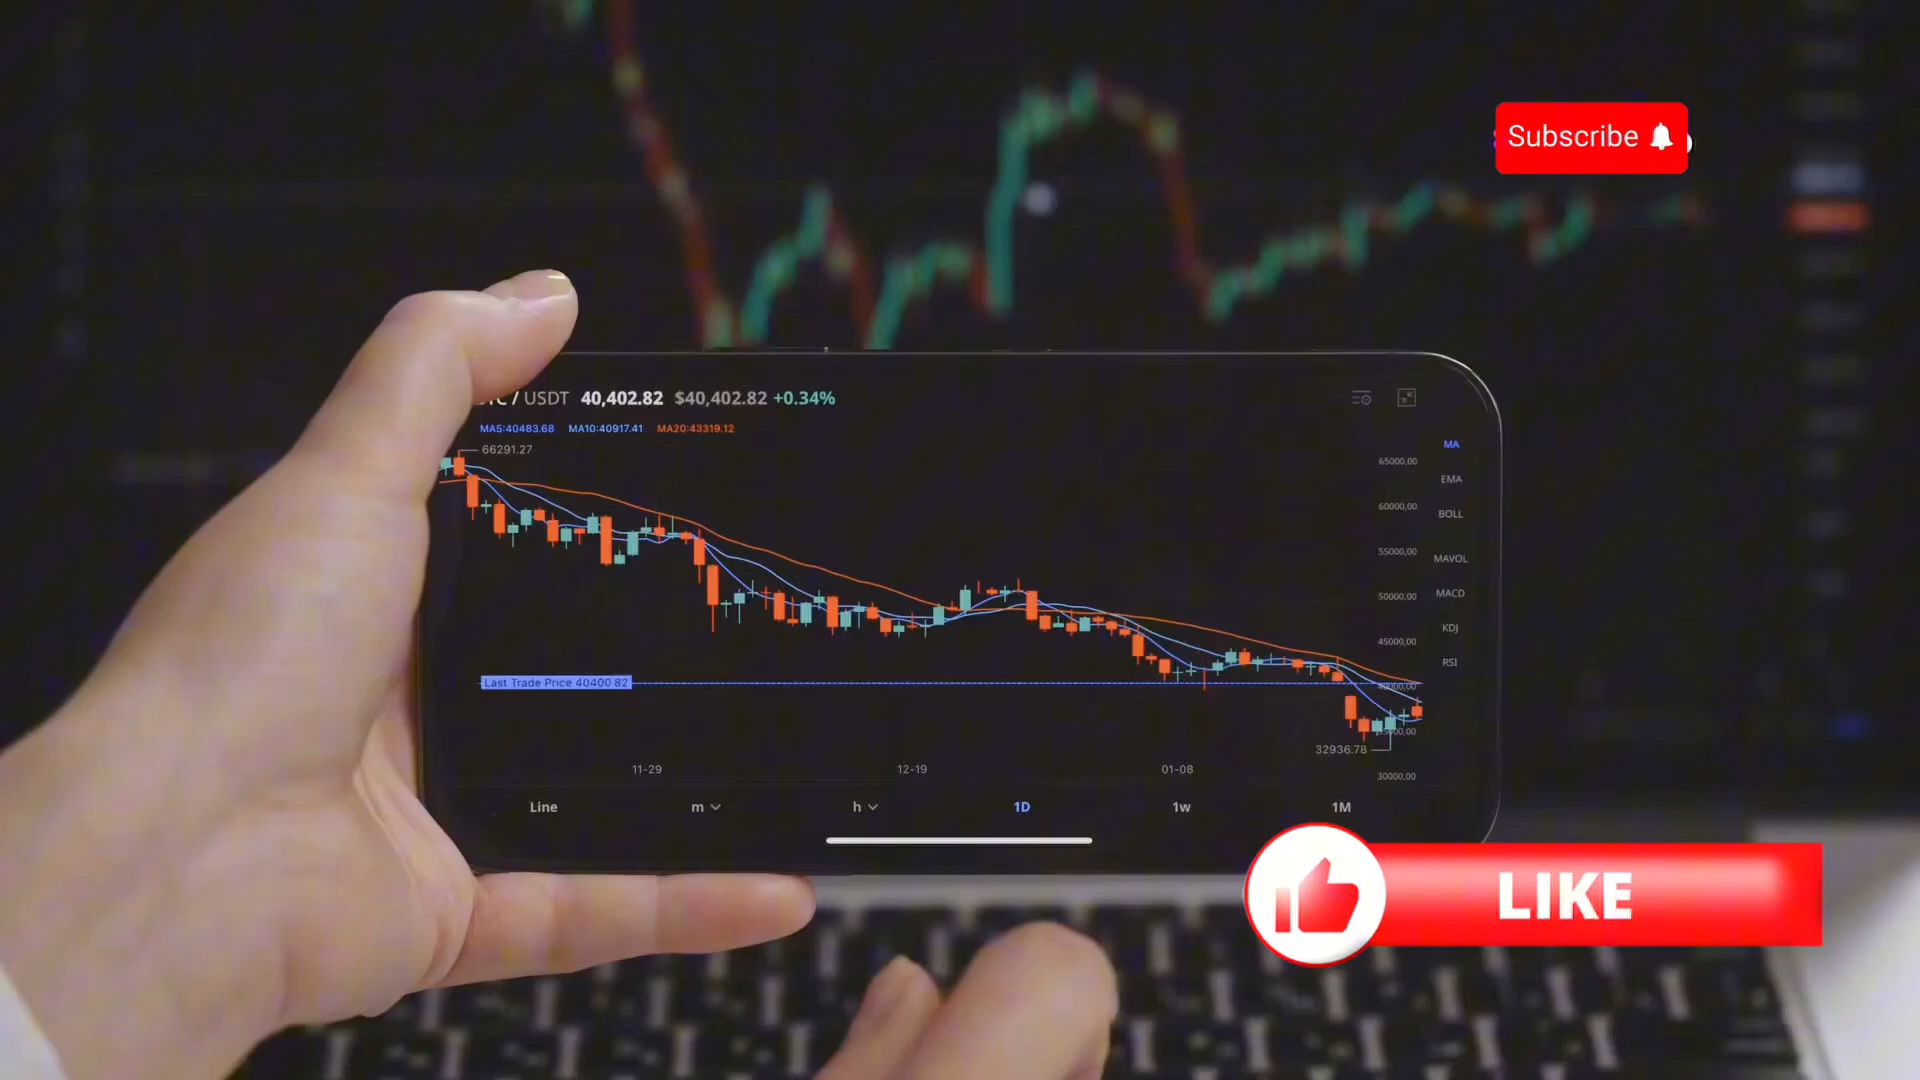 Subscribe
/ USDT 40,402.82 $40,402.82 +0.34%
MA5:40483.68 MA10:40917.41 MA20:43319.12
MA
66291.27
65000,00
EMA
60000,00
BOLL
55000,00
MAVOL
50000,00
MACD
KDJ
45000,00
RSI
Last Trade Price 40400.82
40000,00
32936.78
30000.00
11-29 12-19 01-08
Line m h 1D 1w 1M
LIKE